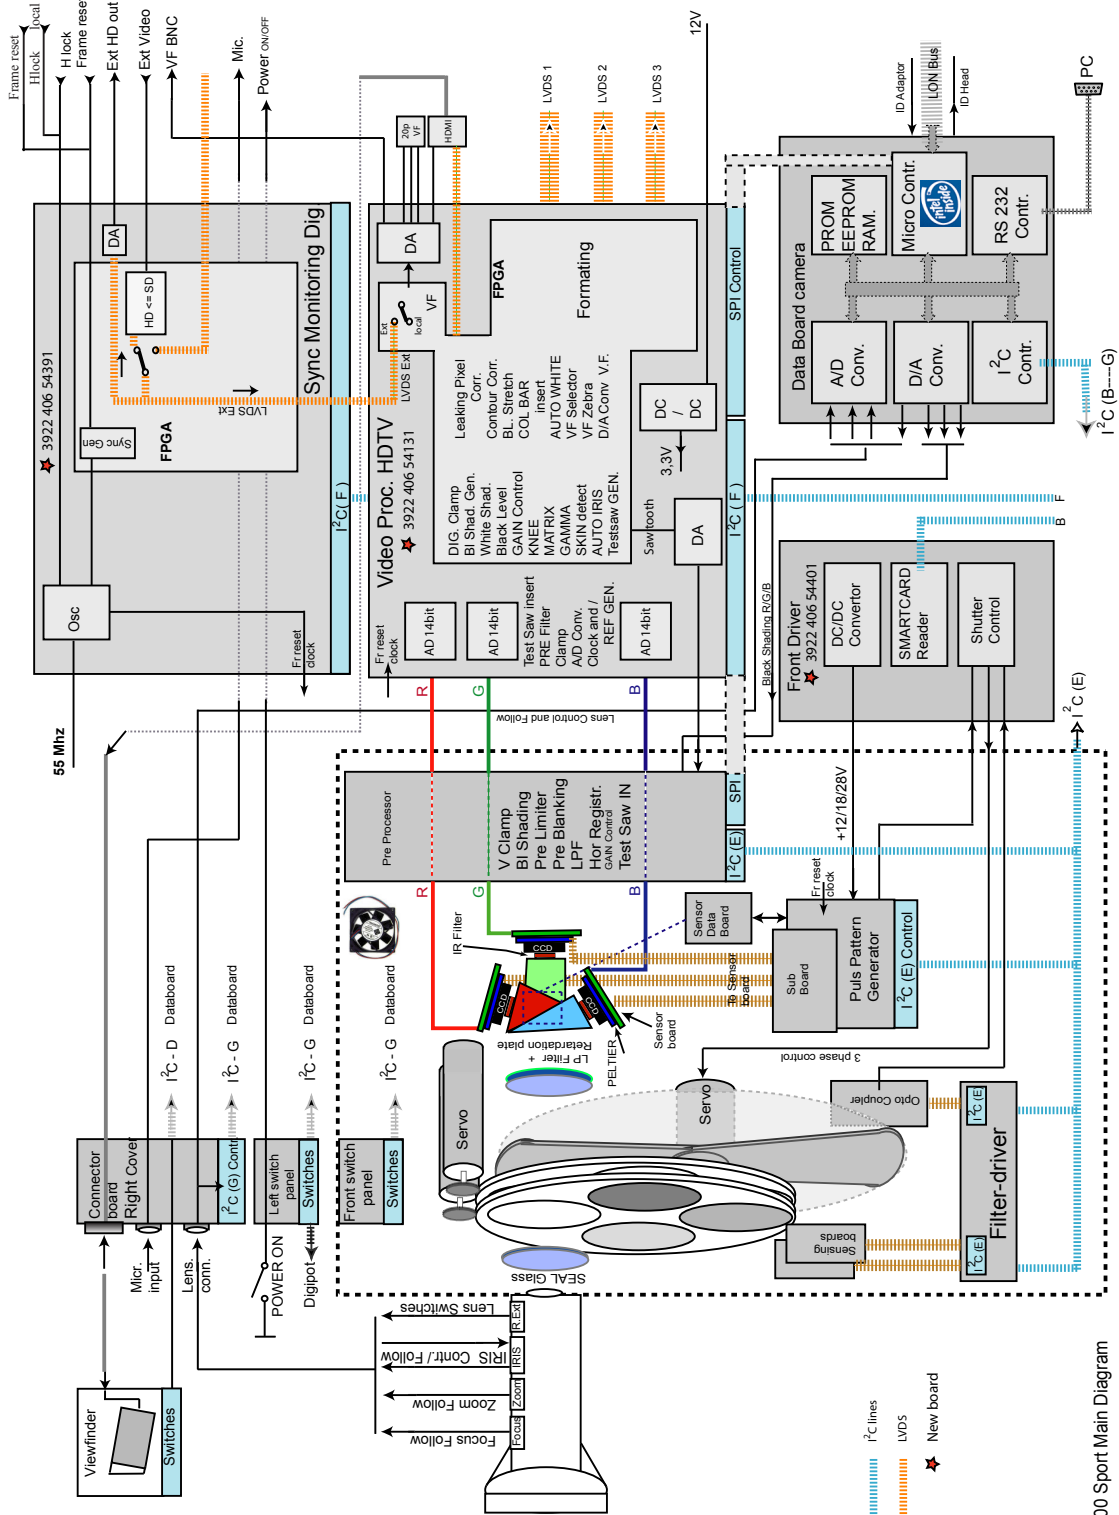 Frame reset
Hlock local
H lock
Frame reset
Ext HD out
Ext Video
VF BNC
Mic.
Power ON/OFF
55 Mhz
Osc
3922 406 54391
Sync Gen
FPGA
HD <= SD
DA
LVDS Ext
Sync Monitoring Dig
Fr reset
clock
I²C( F )
Video Proc. HDTV
3922 406 54131
Fr reset
clock
AD 14bit
AD 14bit
AD 14bit
Test Saw insert
PRE Filter
Clamp
A/D Conv.
Clock and /
REF GEN.
DIG. Clamp
Bl Shad. Gen.
White Shad.
Black Level
GAIN Control
KNEE
MATRIX
GAMMA
SKIN detect
AUTO IRIS
Testsaw GEN.
Leaking Pixel
Corr.
Contour Corr.
BL. Stretch
COL BAR
insert
AUTO WHITE
VF Selector
VF Zebra
D/A Conv V.F.
LVDS Ext
Ext
local
VF
DA
20p
VF
HDMI
FPGA
Formating
LVDS 1
LVDS 2
LVDS 3
12V
DC
/
DC
3,3V
Sawtooth
DA
I²C ( F )
SPI Control
Data Board camera
A/D
Conv.
D/A
Conv.
I²C
Contr.
PROM
EEPROM
RAM.
Micro Contr.
intel
inside
RS 232
Contr.
ID Adaptor
LON Bus
ID Head
PC
I²C (B----G)
F
B
Black Shading R/G/B
Lens Control and Follow
Front Driver
3922 406 54401
DC/DC
Convertor
SMARTCARD
Reader
Shutter
Control
I²C (E)
+12/18/28V
R
G
B
Pre Processor
V Clamp
Bl Shading
Pre Limiter
Pre Blanking
LPF
Hor Registr.
GAIN Control
Test Saw IN
I²C (E)
SPI
R
G
B
IR Filter
CCD
CCD
CCD
LP Filter +
Retardation plate
PELTIER
Sensor
board
To Sensor
board
Sensor
Data
Board
Sub
Board
Fr reset
clock
Puls Pattern
Generator
I²C (E) Control
3 phase control
Servo
Servo
Opto Coupler
I²C (E)
I²C (E)
Filter-driver
Sensing
boards
SEAL Glass
Connector
board
Right Cover
I²C (G) Contr
I²C - D Databoard
I²C - G Databoard
Left switch
panel
Switches
I²C - G Databoard
Front switch
panel
Switches
I²C - G Databoard
Micr.
input
Lens.
conn.
POWER ON
Digipot
Viewfinder
Switches
Lens Switches
IRIS Contr./ Follow
Zoom Follow
Focus Follow
R.Ext
IRIS
Zoom
Focus
I²C lines
LVDS
New board
00 Sport Main Diagram